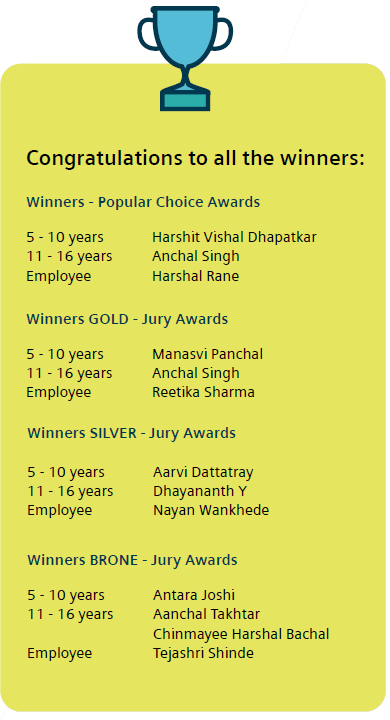 Congratulations to all the winners:
Winners - Popular Choice Awards
5 - 10 years Harshit Vishal Dhapatkar
11 - 16 years Anchal Singh
Employee Harshal Rane
Winners GOLD - Jury Awards
5 - 10 years Manasvi Panchal
11 - 16 years Anchal Singh
Employee Reetika Sharma
Winners SILVER - Jury Awards
5 - 10 years Aarvi Dattatray
11 - 16 years Dhayananth Y
Employee Nayan Wankhede
Winners BRONE - Jury Awards
5 - 10 years Antara Joshi
11 - 16 years Aanchal Takhtar
Chinmayee Harshal Bachal
Employee Tejashri Shinde